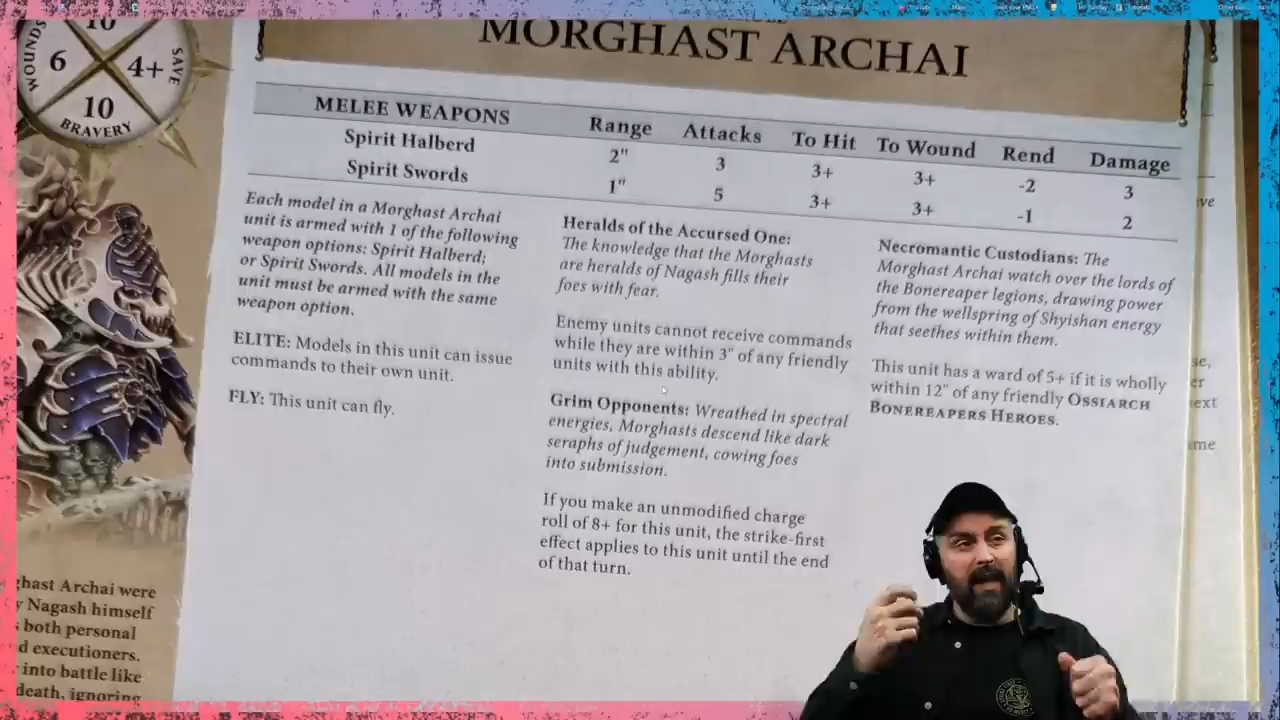 MORGHAST ARCHAI
WOUNDS
10
6
4+
SAVE
10
BRAVERY
MELEE WEAPONS Range Attacks To Hit To Wound Rend Damage
Spirit Halberd 2" 3 3+ 3+ -2 3
Spirit Swords 1" 5 3+ 3+ -1 2
Each model in a Morghast Archai
unit is armed with 1 of the following
weapon options: Spirit Halberd;
or Spirit Swords. All models in the
unit must be armed with the same
weapon option.
ELITE: Models in this unit can issue
commands to their own unit.
FLY: This unit can fly.
Heralds of the Accursed One:
The knowledge that the Morghasts
are heralds of Nagash fills their
foes with fear.
Enemy units cannot receive commands
while they are within 3" of any friendly
units with this ability.
Grim Opponents: Wreathed in spectral
energies, Morghasts descend like dark
seraphs of judgement, cowing foes
into submission.
If you make an unmodified charge
roll of 8+ for this unit, the strike-first
effect applies to this unit until the end
of that turn.
Necromantic Custodians: The
Morghast Archai watch over the lords of
the Bonereaper legions, drawing power
from the wellspring of Shyishan energy
that seethes within them.
This unit has a ward of 5+ if it is wholly
within 12" of any friendly OSSIARCH
BONEREAPERS HEROES.
ghast Archai were
y Nagash himself
s both personal
d executioners.
into battle like
death, ignoring
ve
se,
er
ext
me